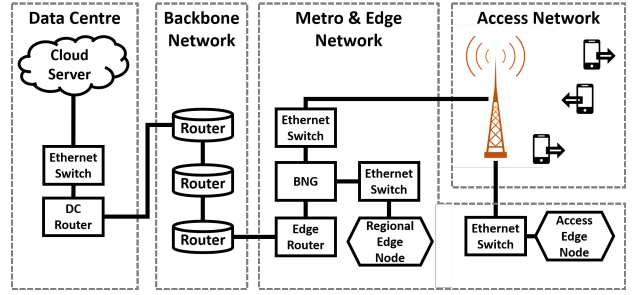 Data Centre
Cloud
Server
Ethernet
Switch
DC
Router
Backbone
Network
Router
Router
Router
Metro & Edge
Network
Ethernet
Switch
BNG
Ethernet
Switch
Edge
Router
Regional
Edge
Node
Access Network
Ethernet
Switch
Access
Edge
Node